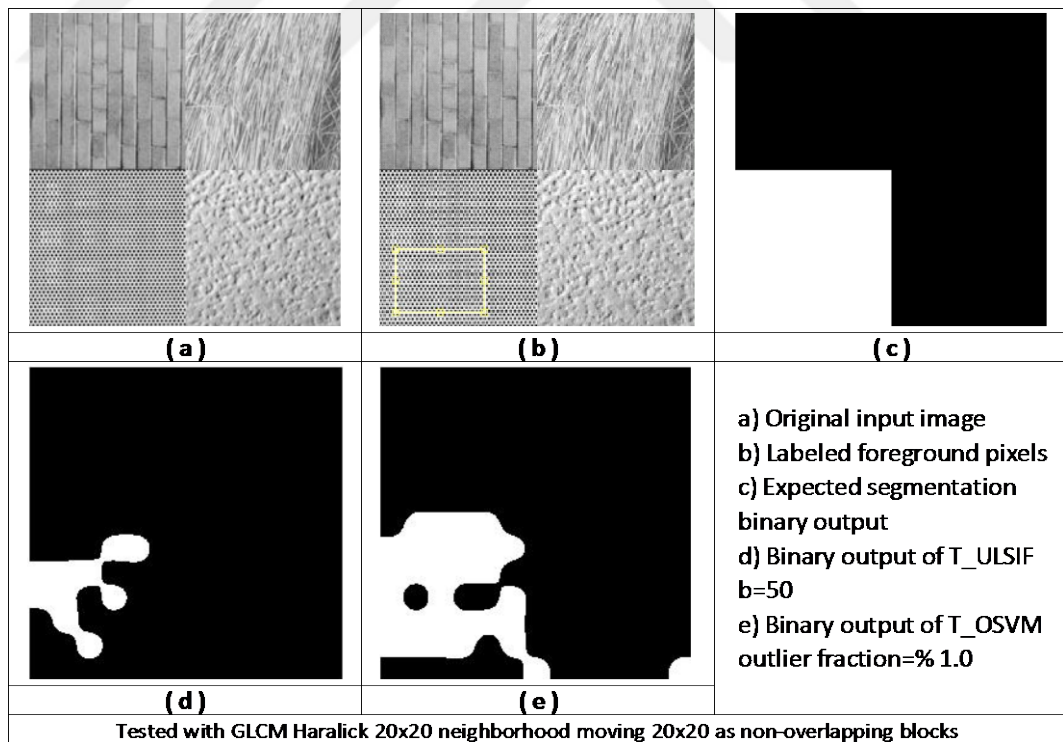 (a)
(b)
(c)
a) Original input image
b) Labeled foreground pixels
c) Expected segmentation
binary output
d) Binary output of T_ULSIF
b=50
e) Binary output of T_OSVM
outlier fraction=% 1.0
(d)
(e)
Tested with GLCM Haralick 20x20 neighborhood moving 20x20 as non-overlapping blocks